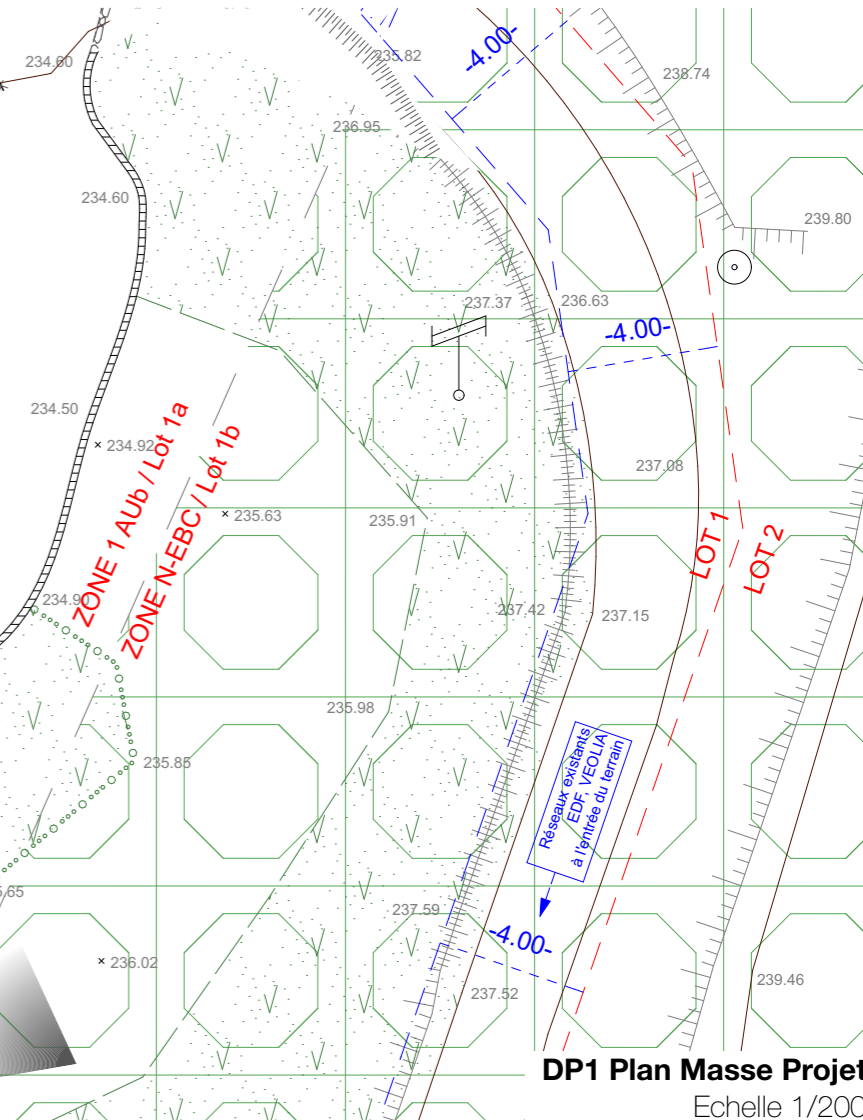 -4.00-
235.82
234.60
238.74
236.95
234.60
239.80
237.37
236.63
-4.00-
234.50
234.92
237.08
ZONE 1 AUb / Lot 1a
ZONE N-EBC / Lot 1b
235.63
235.91
LOT 1
LOT 2
234.90
237.42
237.15
235.98
Réseaux existants
EDF, VEOLIA
à l'entrée du terrain
235.85
237.59
-4.00-
236.02
237.52
239.46
DP1 Plan Masse Projet
Echelle 1/200